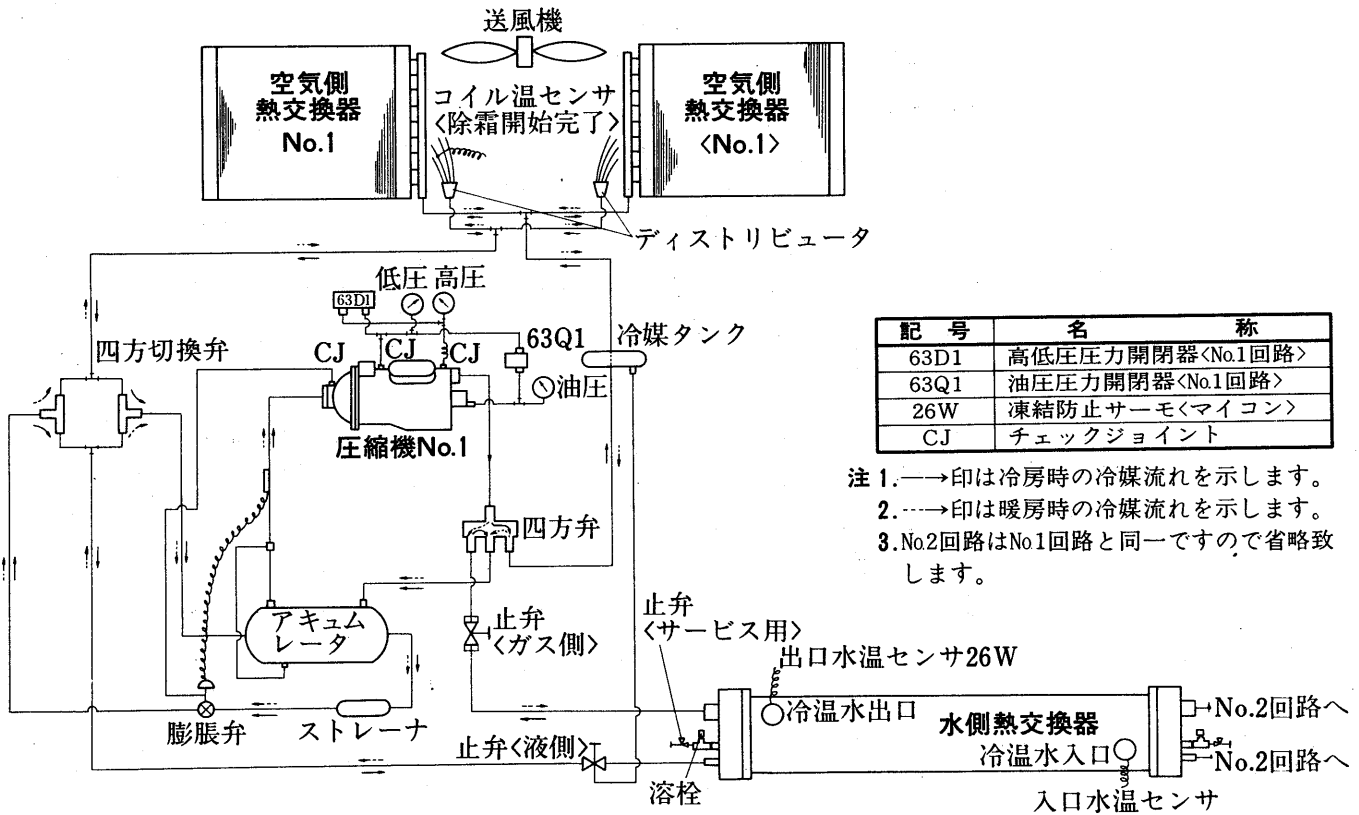 送風機
空気側
熱交換器
No.1
コイル温センサ
<除霜開始完了>
空気側
熱交換器
<No.1>
ディストリビュータ
低圧 高圧
63D1
四方切換弁
CJ
CJ
CJ
63Q1
冷媒タンク
油圧
圧縮機No.1
四方弁
記号 名称
63D1 高低圧圧力開閉器<No.1回路>
63Q1 油圧圧力開閉器<No.1回路>
26W 凍結防止サーモ<マイコン>
CJ チェックジョイント
注 1. ─→印は冷房時の冷媒流れを示します。
2. ---→印は暖房時の冷媒流れを示します。
3. No.2回路はNo.1回路と同一ですので省略致
します。
アキュム
レータ
止弁
<ガス側>
止弁
<サービス用>
出口水温センサ26W
冷温水出口
水側熱交換器
冷温水入口
No.2回路へ
No.2回路へ
膨脹弁
ストレーナ
止弁<液側>
溶栓
入口水温センサ